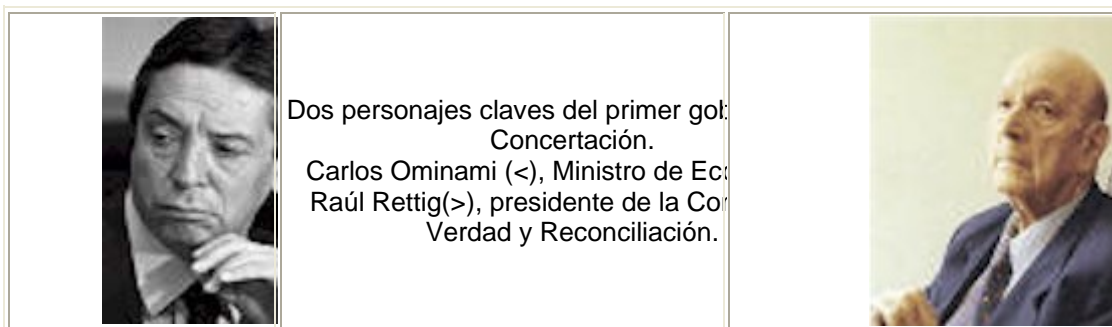 Dos personajes claves del primer
Concertación.
Carlos Ominami (<), Ministro de
Raúl Rettig(>), presidente de la
Verdad y Reconciliación.